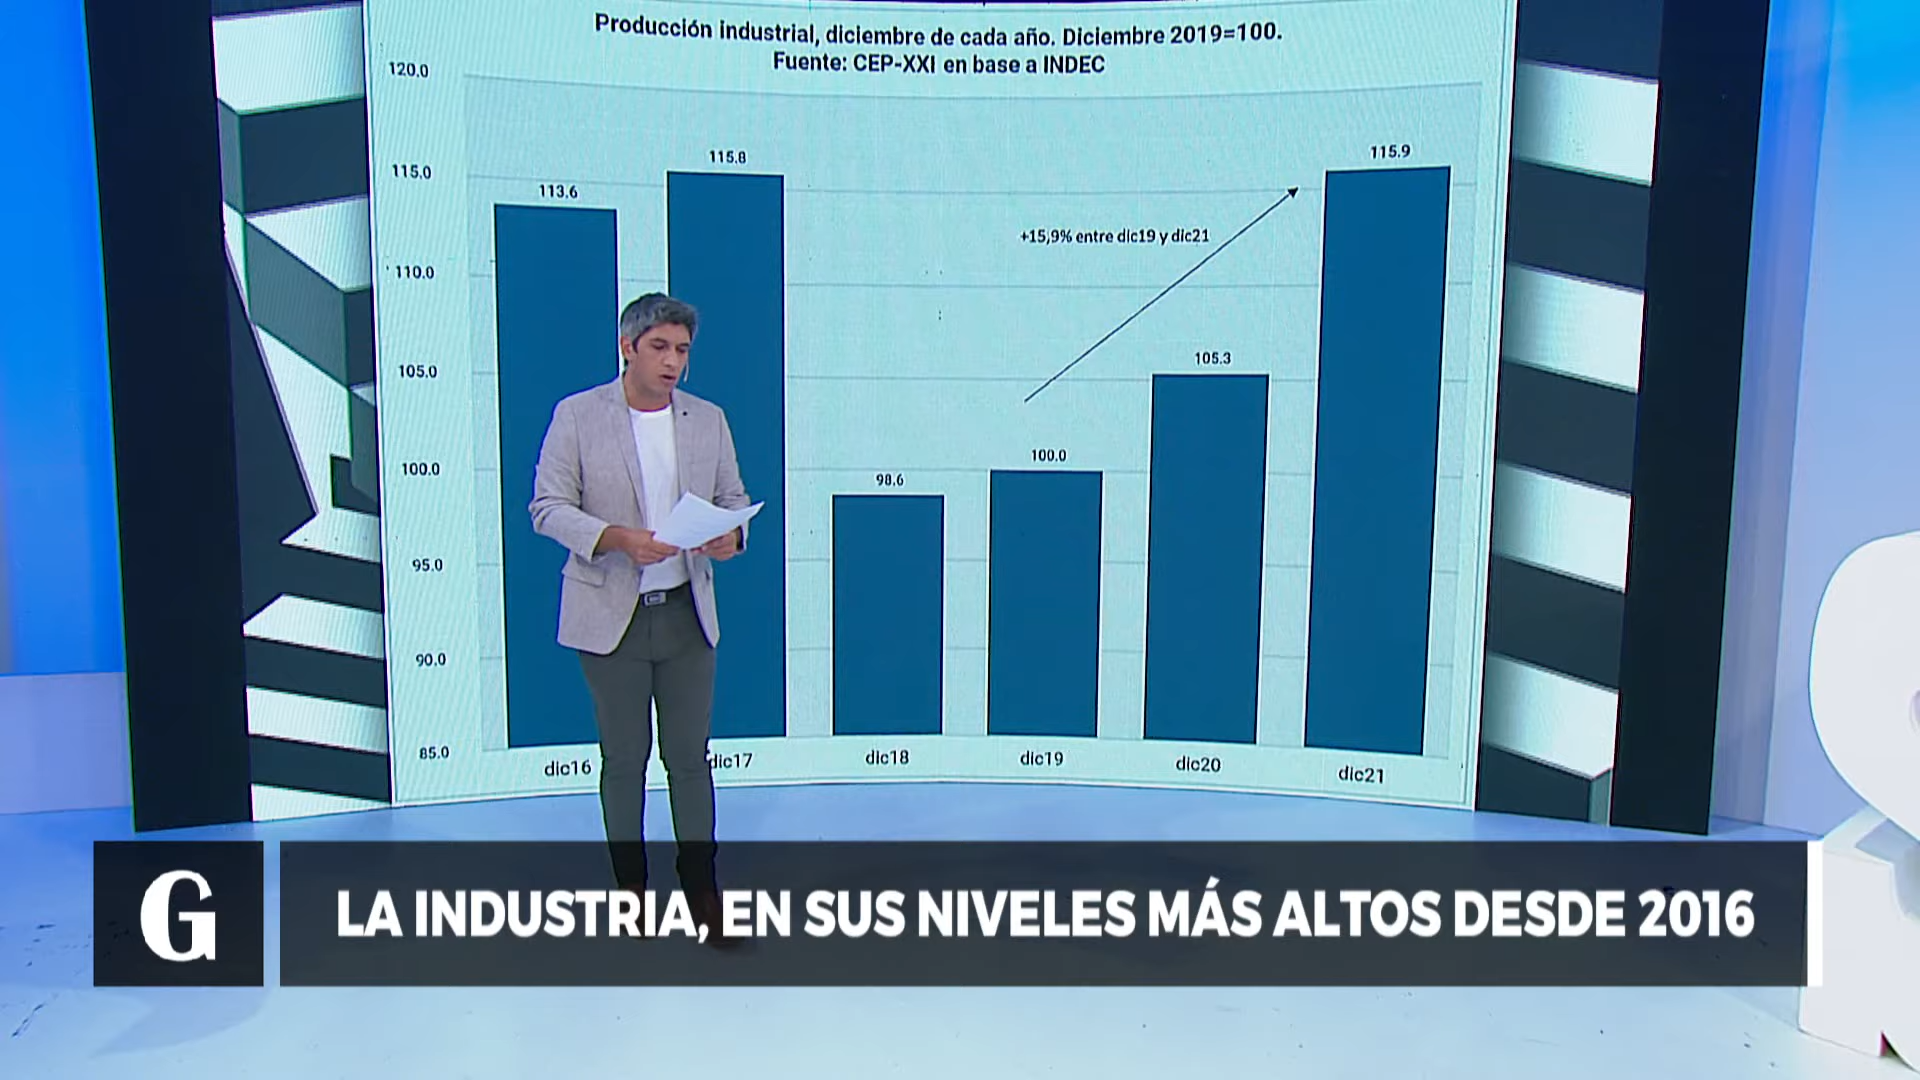 Producción industrial, diciembre de cada año. Diciembre 2019=100.
Fuente: CEP-XXI en base a INDEC
120.0
115.0
110.0
105.0
100.0
95.0
90.0
85.0
113.6
115.8
98.6
100.0
105.3
115.9
+15,9% entre dic19 y dic21
dic16
dic17
dic18
dic19
dic20
dic21
G
LA INDUSTRIA, EN SUS NIVELES MÁS ALTOS DESDE 2016